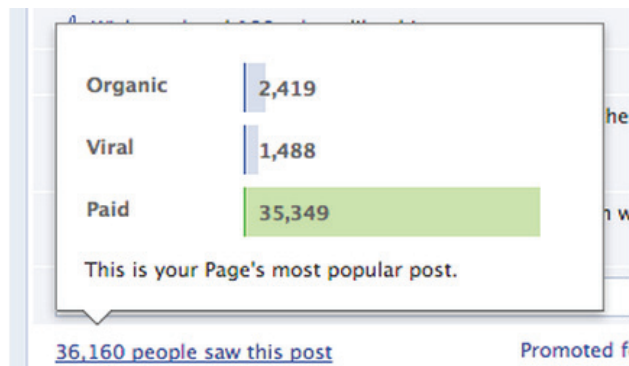 Organic 2,419
he
Viral 1,488
Paid 35,349
This is your Page's most popular post.
36,160 people saw this post Promoted f